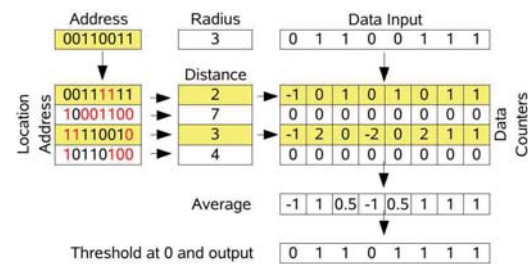 Address Radius Data Input
00110011 3 0 1 1 0 0 1 1 1
Distance
00111111 2 -1 0 1 0 1 0 1 1
10001100 7 0 0 0 0 0 0 0 0
11110010 3 -1 2 0 -2 0 2 1 1
10110100 4 0 0 0 0 0 0 0 0
Location
Address
Data
Counters
Average -1 1 0.5 -1 0.5 1 1 1
Threshold at 0 and output 0 1 1 0 1 1 1 1